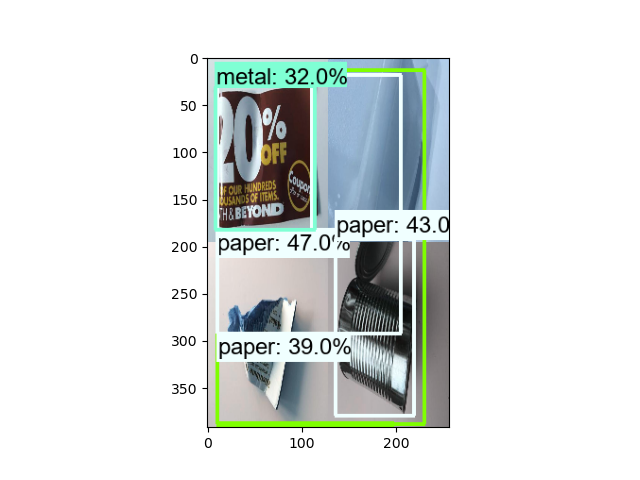 metal: 32.0%
20%
OFF
Coupon
OF OUR HUNDREDS
OUSANDS OF ITEMS.
TH & BEYOND
paper: 43.0
paper: 47.0%
paper: 39.0%
0
50
100
150
200
250
300
350
0
100
200